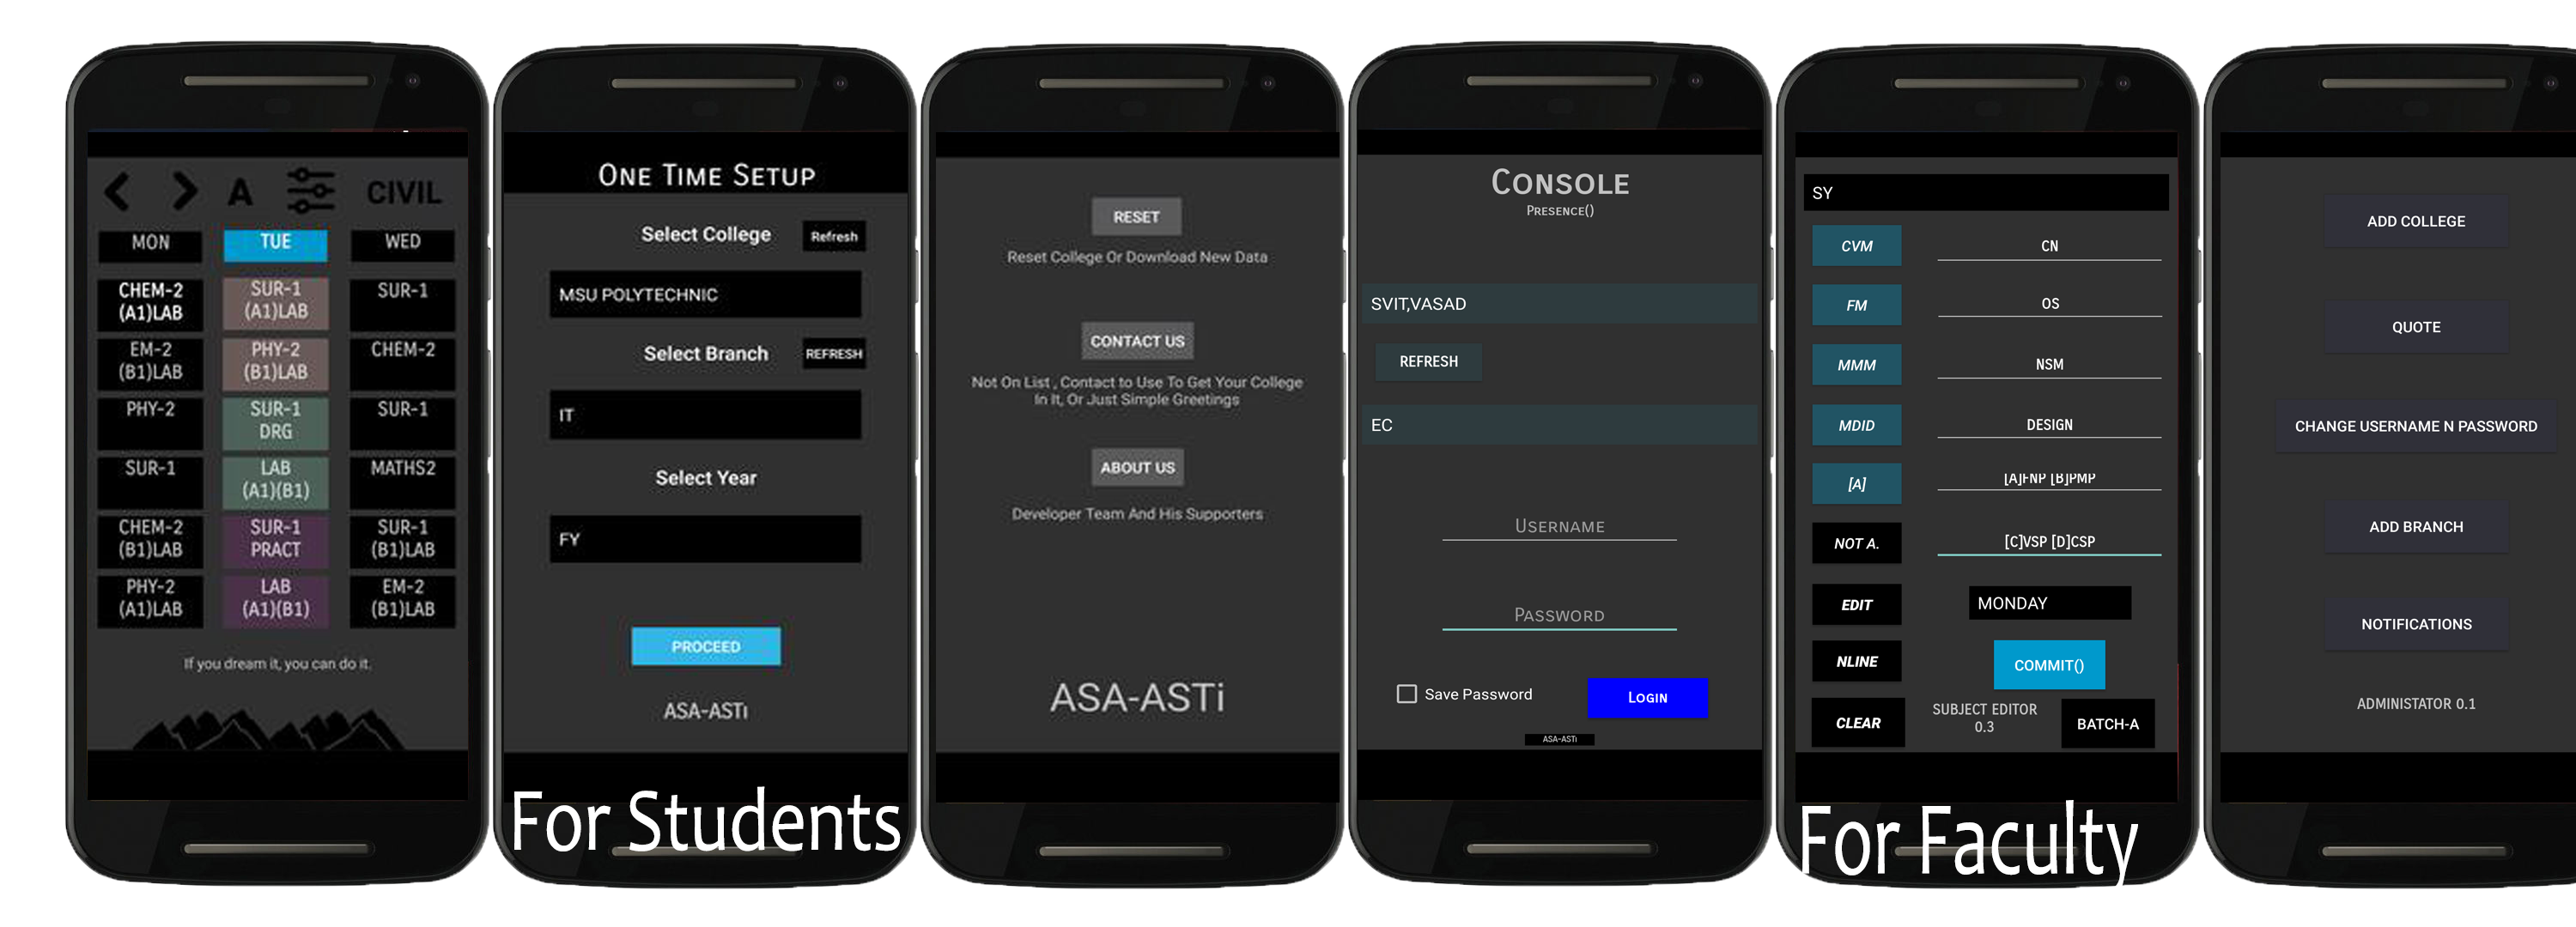 A
CIVIL
MON
TUE
WED
CHEM-2
(A1)LAB
SUR-1
(A1)LAB
SUR-1
EM-2
(B1)LAB
PHY-2
(B1)LAB
CHEM-2
PHY-2
SUR-1
DRG
SUR-1
SUR-1
LAB
(A1)(B1)
MATHS2
CHEM-2
(B1)LAB
SUR-1
PRACT
SUR-1
(B1)LAB
PHY-2
(A1)LAB
LAB
(A1)(B1)
EM-2
(B1)LAB
If you dream it, you can do it.
ONE TIME SETUP
Select College
Refresh
MSU POLYTECHNIC
Select Branch
REFRESH
IT
Select Year
FY
PROCEED
ASA-ASTi
For Students
RESET
Reset College Or Download New Data
CONTACT US
Not On List , Contact to Use To Get Your College
In It, Or Just Simple Greetings
ABOUT US
Developer Team And His Supporters
ASA-ASTi
CONSOLE
PRESENCE()
SVIT,VASAD
REFRESH
EC
USERNAME
PASSWORD
Save Password
LOGIN
ASA-ASTi
SY
CVM
CN
FM
OS
MMM
NSM
MDID
DESIGN
[A]
[A]FNP [B]PMP
NOT A.
[C]VSP [D]CSP
EDIT
MONDAY
NLINE
COMMIT()
CLEAR
SUBJECT EDITOR
0.3
BATCH-A
For Faculty
ADD COLLEGE
QUOTE
CHANGE USERNAME N PASSWORD
ADD BRANCH
NOTIFICATIONS
ADMINISTATOR 0.1